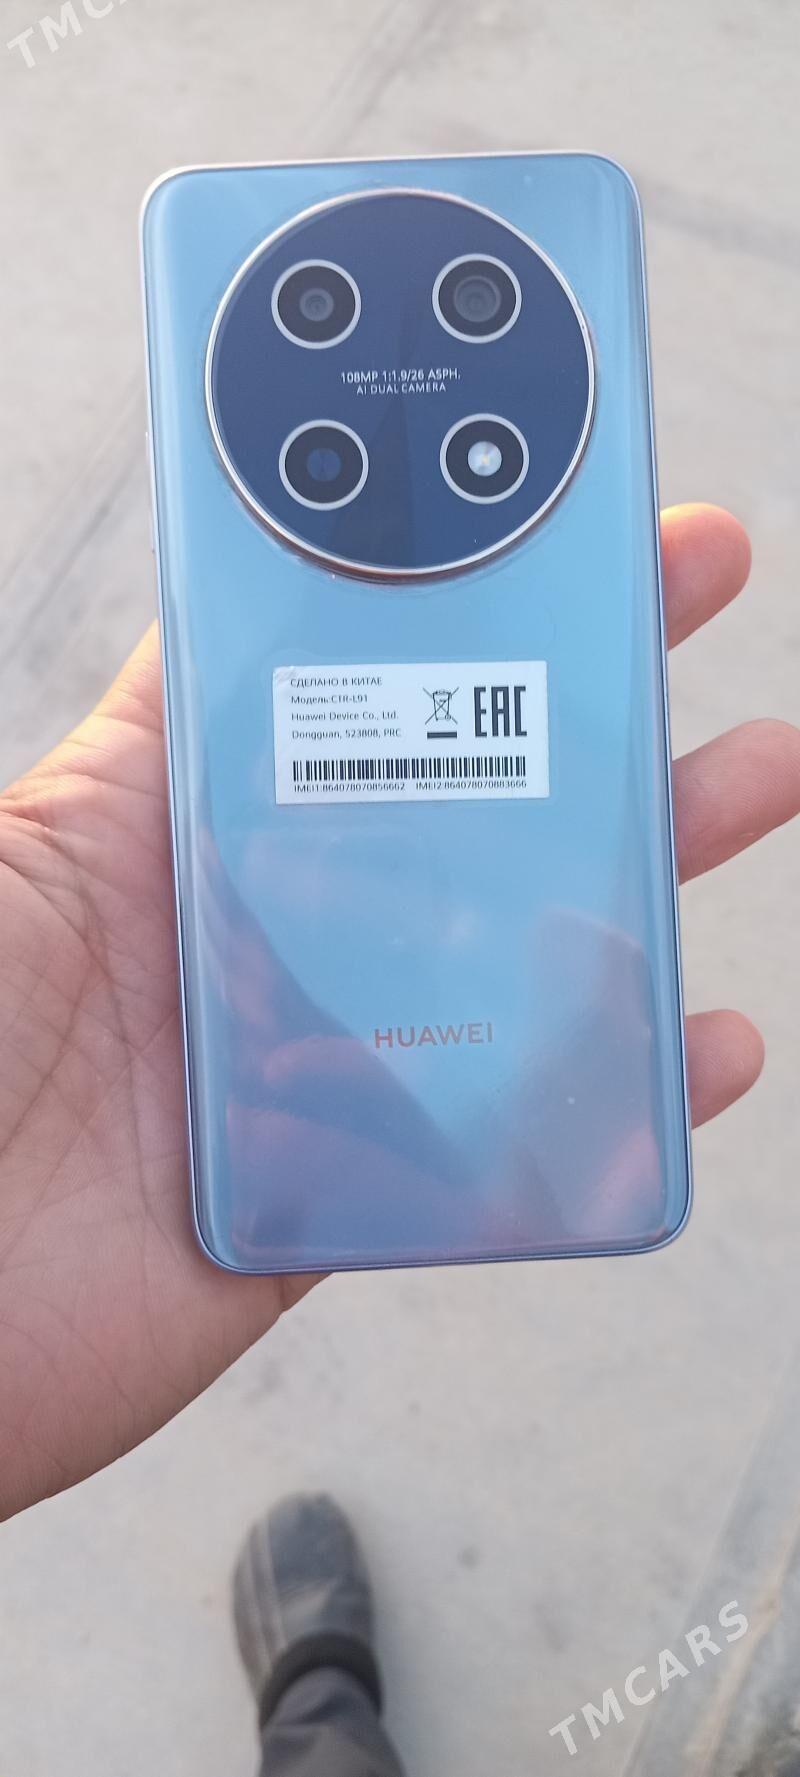 TMCARS
108MP 1:1.9/26 ASPH.
AI DUAL CAMERA
СДЕЛАНО В КИТАЕ
Модель:CTR-L91
Huawei Device Co., Ltd.
Dongguan, 523808, PRC
EAC
IMEI1:864078070856662 IMEI2:864078070883666
HUAWEI
TMCARS